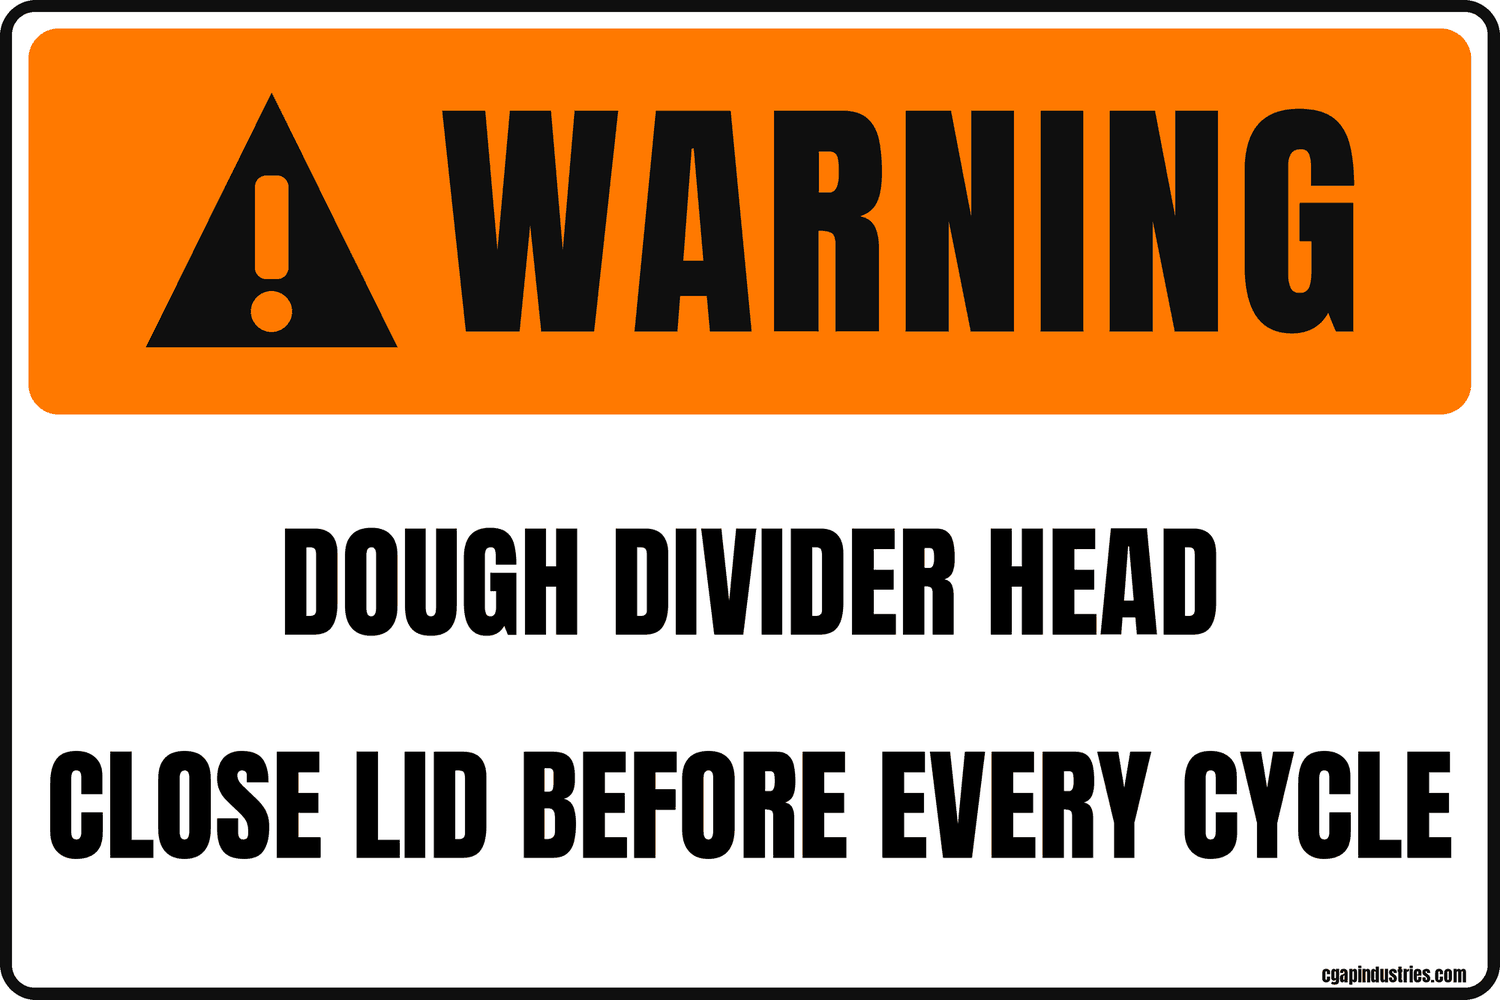 WARNING
DOUGH DIVIDER HEAD
CLOSE LID BEFORE EVERY CYCLE
cgapindustries.com